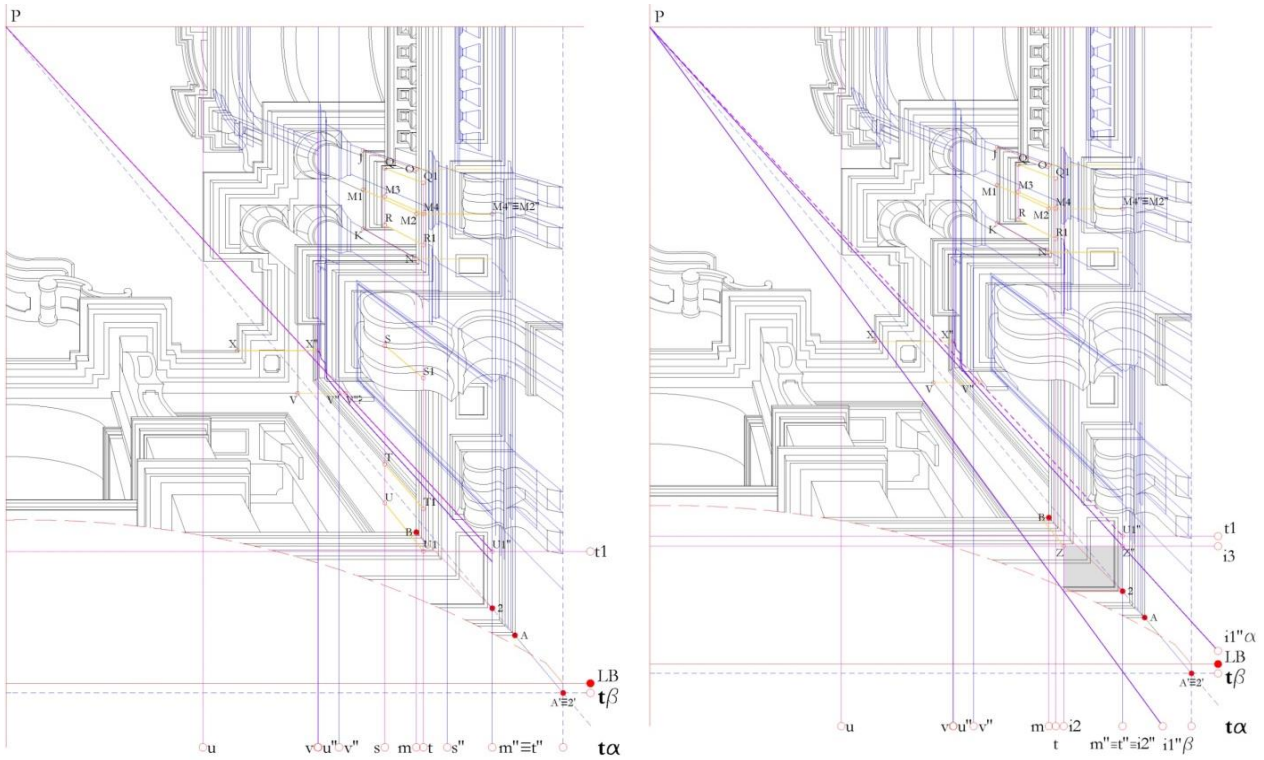 P
J
Q
O
Q1
M1
M3
M2
M4
M4''≡M2''
R
R1
K
N
X
X''
S
S1
V
V''
V''?
T
T1
U
B
U1
U1''
2
A
t1
LB
tβ
A'≡2'
tα
u
v
u''
v''
s
m
t
s''
m''≡t''
P
J
Q
O
Q1
M1
M3
M2
M4
M4''≡M2''
R
R1
K
N
X
X''
V
V''
B
Z
U1''
Z''
2
A
t1
i3
i1''α
LB
tβ
A'≡2'
tα
u
v
u''
v''
m
t
i2
m''≡t''≡i2''
i1''β